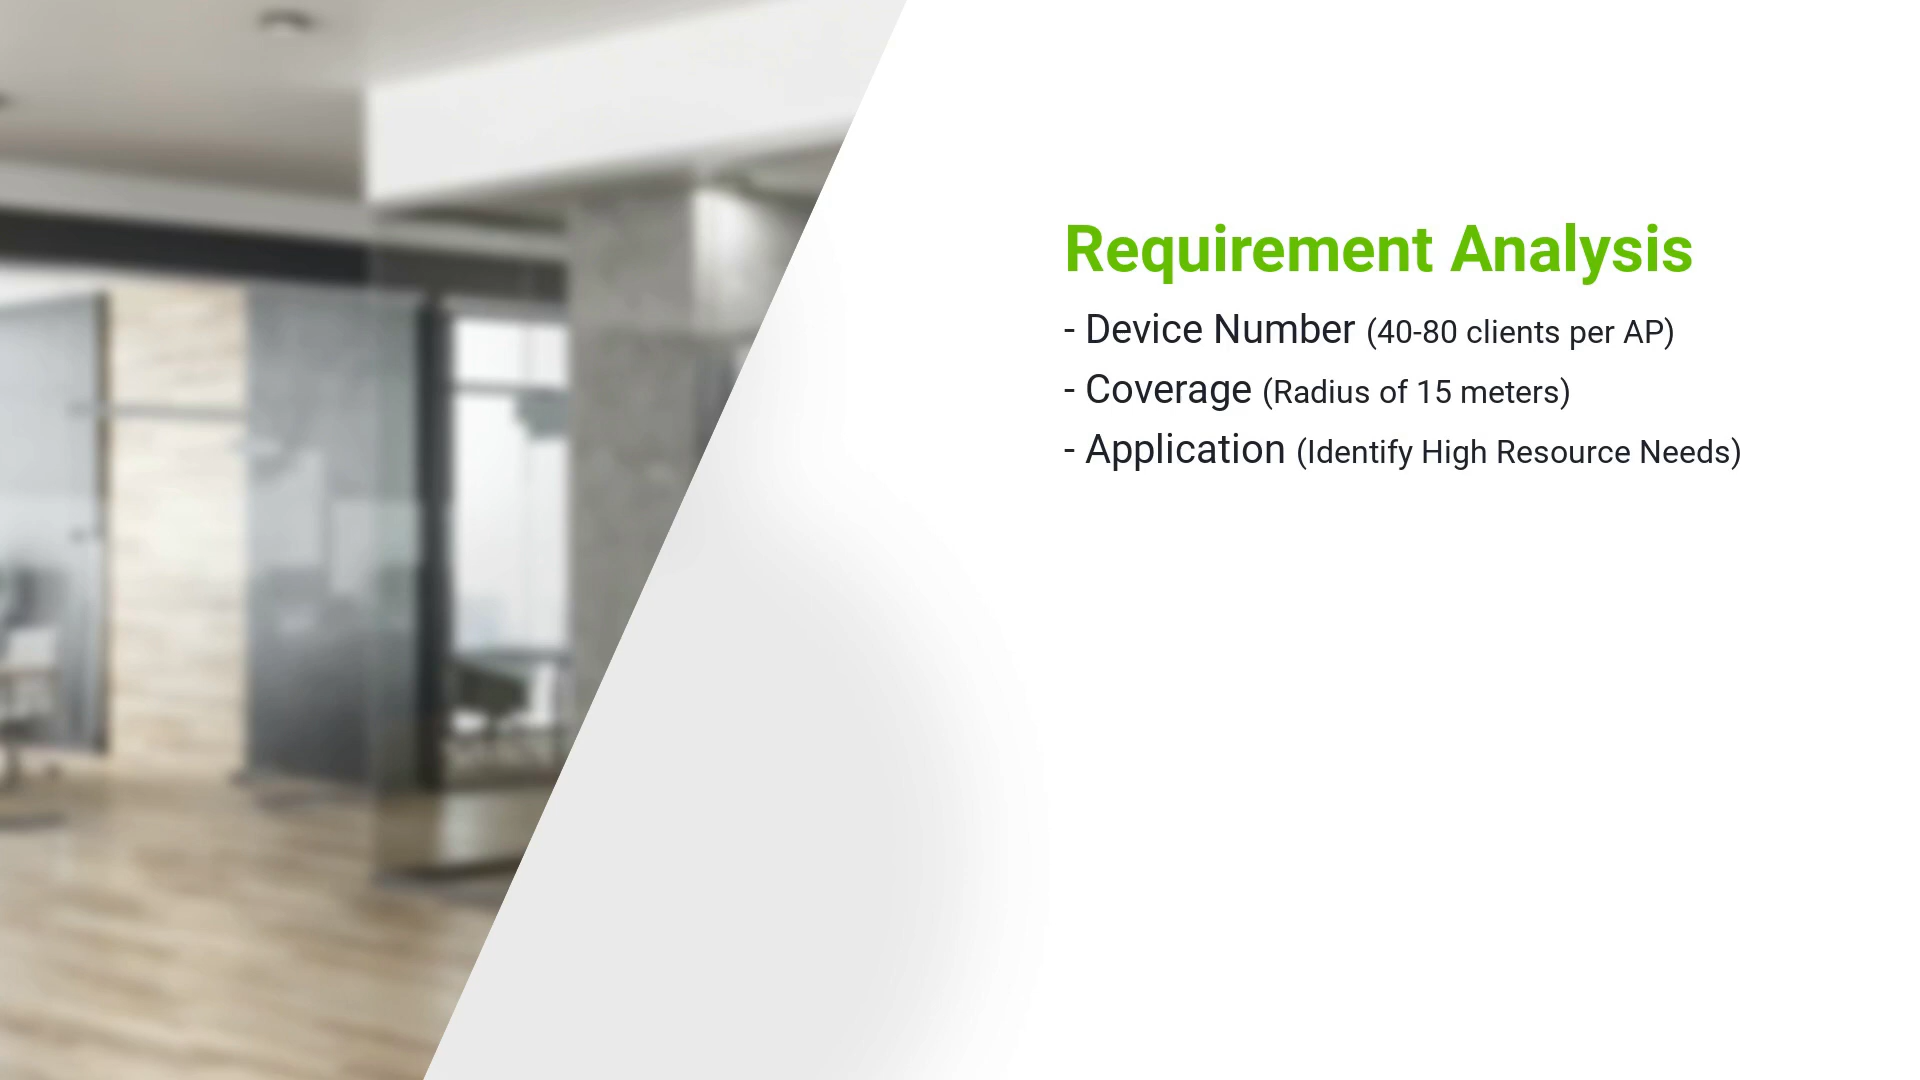 Requirement Analysis
- Device Number (40-80 clients per AP)
- Coverage (Radius of 15 meters)
- Application (Identify High Resource Needs)